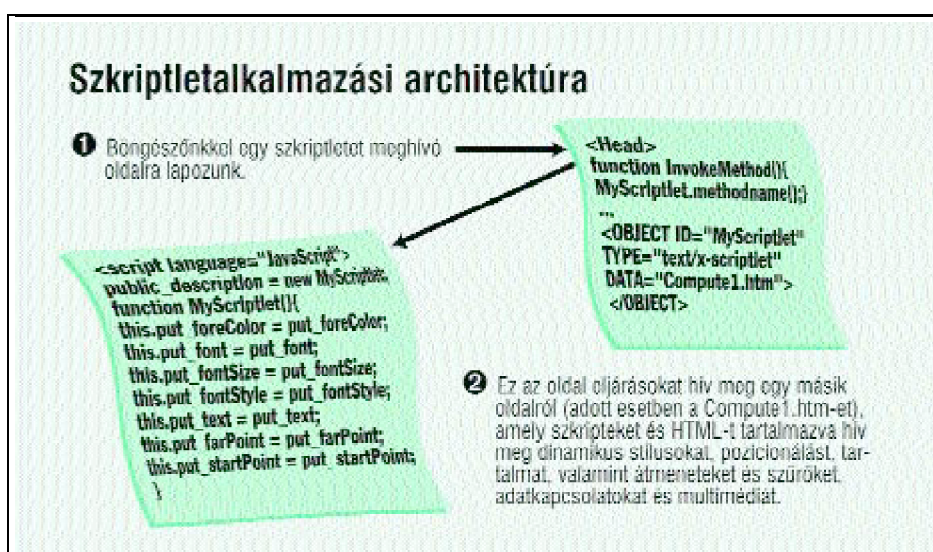 Szkriptletalkalmazási architektúra
❶ Böngészőnkkel egy szkriptletet meghívó
oldalra lapozunk.
<Head>
function InvokeMethod(){
MyScriptlet.methodname();}
...
<OBJECT ID="MyScriptlet"
TYPE="text/x-scriptlet"
DATA="Compute1.htm">
</OBJECT>
<script language="JavaScript">
public_description = new MyScriptlet;
function MyScriptlet(){
this.put_foreColor = put_foreColor;
this.put_font = put_font;
this.put_fontSize = put_fontSize;
this.put_fontStyle = put_fontStyle;
this.put_text = put_text;
this.put_farPoint = put_farPoint;
this.put_startPoint = put_startPoint;
}
❷ Ez az oldal eljárásokat hív meg egy másik
oldalról (adott esetben a Compute1.htm-et),
amely szkripteket és HTML-t tartalmazva hív
meg dinamikus stílusokat, pozicionálást, tar-
talmat, valamint átmeneteket és szűrőket,
adatkapcsolatokat és multimédiát.